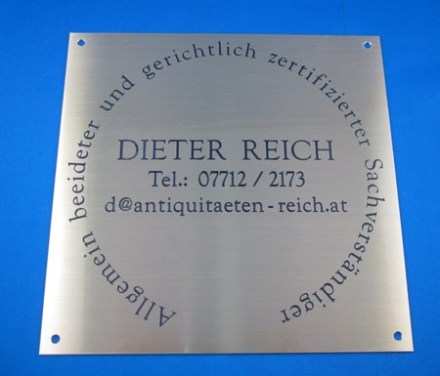 Allgemein beeideter und gerichtlich zertifizierter Sachverständiger
DIETER REICH
Tel.: 07712 / 2173
d@antiquitaeten-reich.at